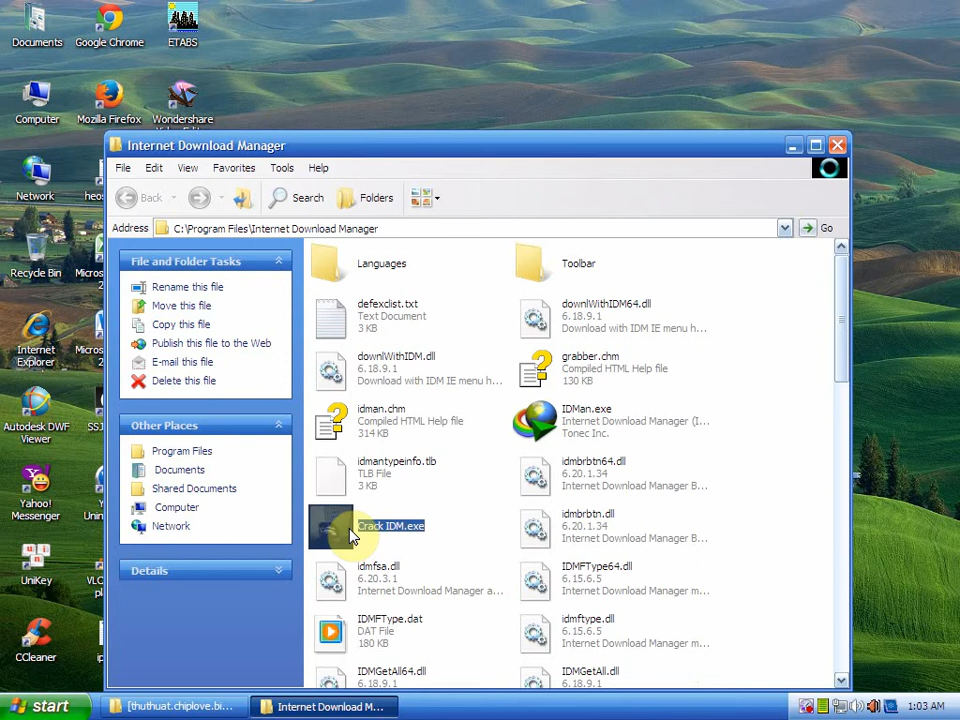 Documents
Google Chrome
ETABS
Computer
Mozilla Firefox
Wondershare
Network
Recycle Bin
Internet
Explorer
Autodesk DWF
Viewer
Yahoo!
Messenger
UniKey
CCleaner
Internet Download Manager
File Edit View Favorites Tools Help
Back Search Folders
Address C:\Program Files\Internet Download Manager Go
File and Folder Tasks
Rename this file
Move this file
Copy this file
Publish this file to the Web
E-mail this file
Delete this file
Other Places
Program Files
Documents
Shared Documents
Computer
Network
Details
Languages
Toolbar
defexclist.txt
Text Document
3 KB
downlWithIDM64.dll
6.18.9.1
Download with IDM IE menu h...
downlWithIDM.dll
6.18.9.1
Download with IDM IE menu h...
grabber.chm
Compiled HTML Help file
130 KB
idman.chm
Compiled HTML Help file
314 KB
IDMan.exe
Internet Download Manager (I...
Tonec Inc.
idmantypeinfo.tlb
TLB File
3 KB
idmbrbtn64.dll
6.20.1.34
Internet Download Manager B...
Crack IDM.exe
idmbrbtn.dll
6.20.1.34
Internet Download Manager B...
idmfsa.dll
6.20.3.1
Internet Download Manager a...
IDMFType64.dll
6.15.6.5
Internet Download Manager m...
IDMFType.dat
DAT File
180 KB
idmftype.dll
6.15.6.5
Internet Download Manager m...
IDMGetAll64.dll
6.18.9.1
IDMGetAll.dll
6.18.9.1
start
[thuthuat.chiplove.bi...
Internet Download M...
1:03 AM